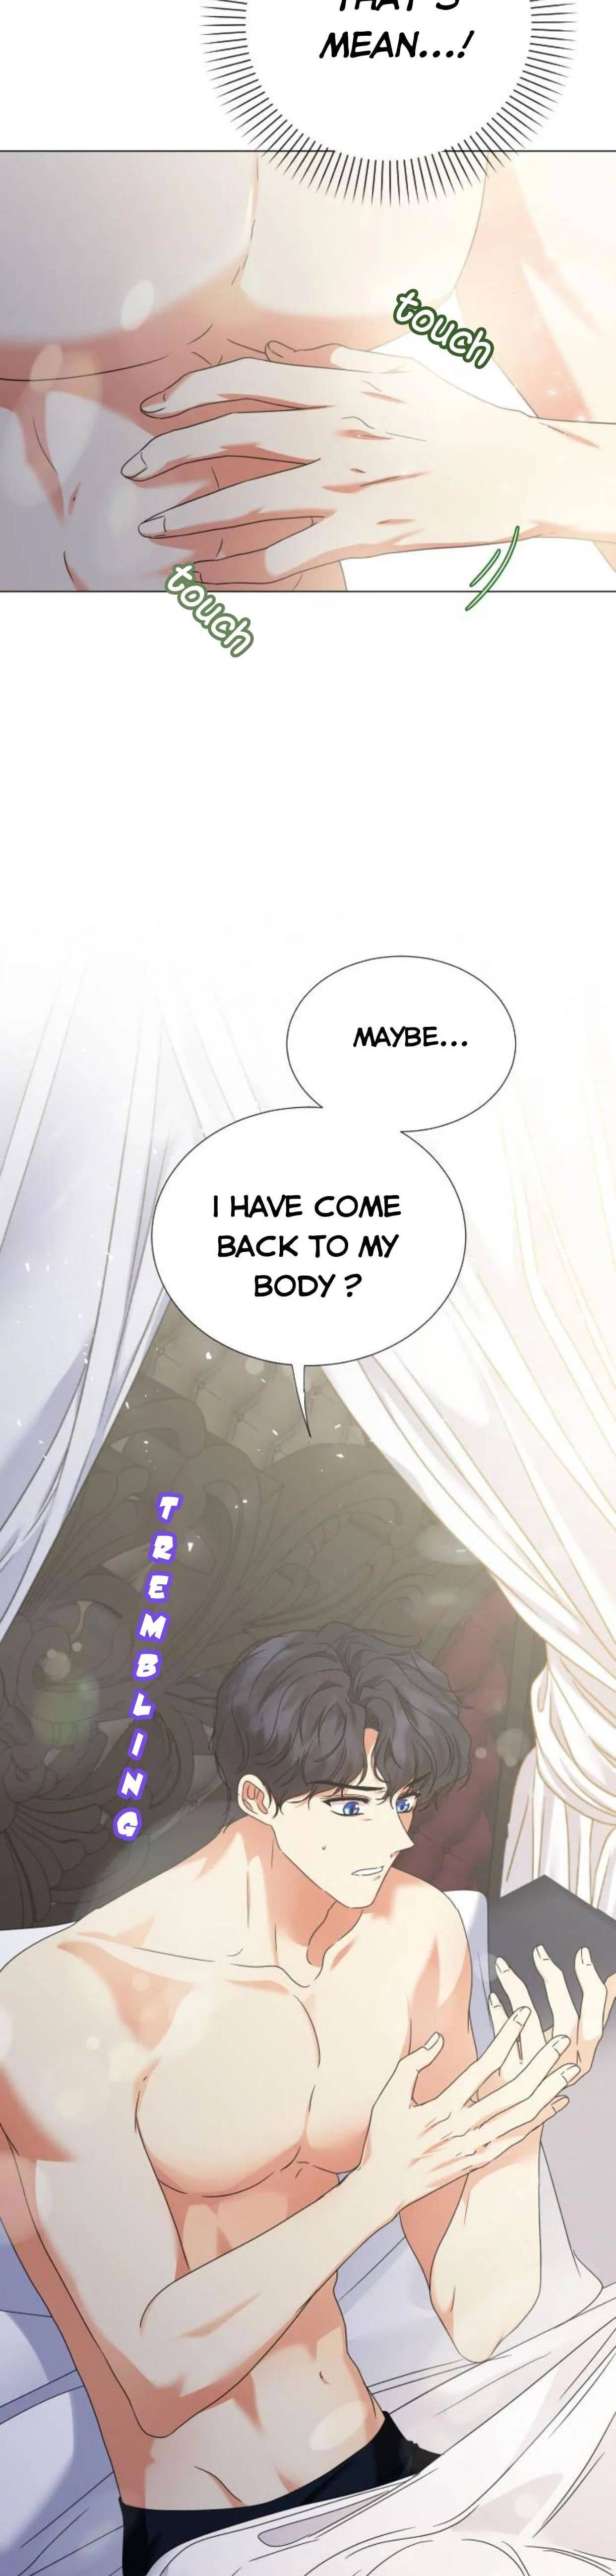 THAT'S
MEAN...!
touch
touch
MAYBE...
I HAVE COME
BACK TO MY
BODY ?
TREMBLING